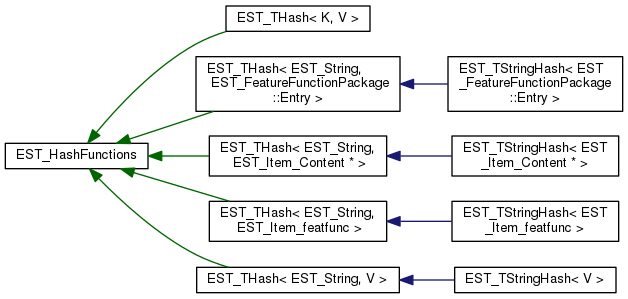 EST_THash< K, V >
EST_THash< EST_String,
EST_FeatureFunctionPackage
::Entry >
EST_TStringHash< EST
_FeatureFunctionPackage
::Entry >
EST_HashFunctions
EST_THash< EST_String,
EST_Item_Content * >
EST_TStringHash< EST
_Item_Content * >
EST_THash< EST_String,
EST_Item_featfunc >
EST_TStringHash< EST
_Item_featfunc >
EST_THash< EST_String, V >
EST_TStringHash< V >